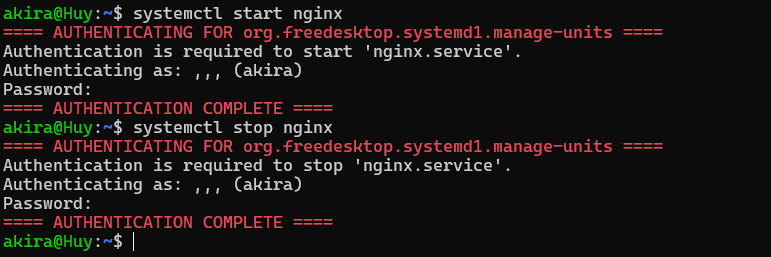 akira@Huy:~$ systemctl start nginx
==== AUTHENTICATING FOR org.freedesktop.systemd1.manage-units ====
Authentication is required to start 'nginx.service'.
Authenticating as: ,,, (akira)
Password:
==== AUTHENTICATION COMPLETE ====
akira@Huy:~$ systemctl stop nginx
==== AUTHENTICATING FOR org.freedesktop.systemd1.manage-units ====
Authentication is required to stop 'nginx.service'.
Authenticating as: ,,, (akira)
Password:
==== AUTHENTICATION COMPLETE ====
akira@Huy:~$